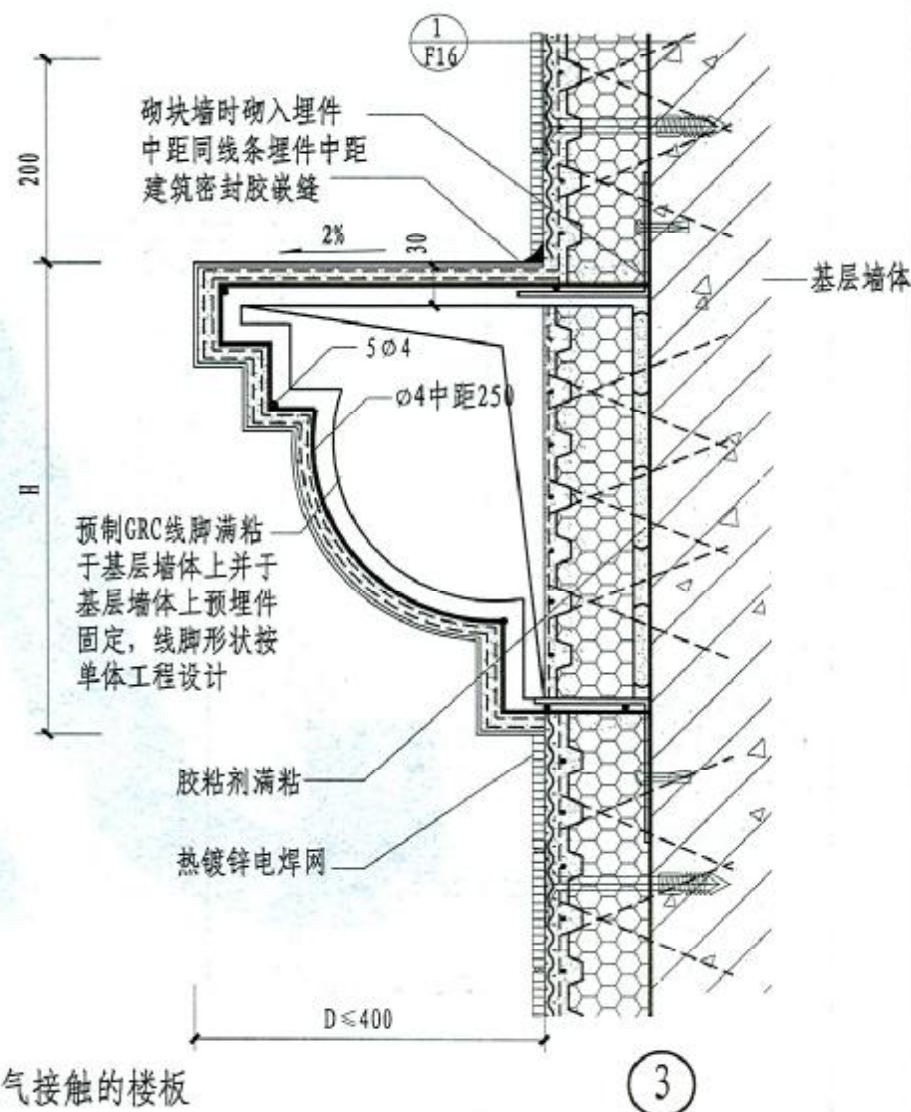 1
F16
砌块墙时砌入埋件
中距同线条埋件中距
建筑密封胶嵌缝
200
2%
30
基层墙体
5∅4
∅4中距250
H
预制GRC线脚满粘
于基层墙体上并于
基层墙体上预埋件
固定，线脚形状按
单体工程设计
胶粘剂满粘
热镀锌电焊网
D≤400
气接触的楼板
3